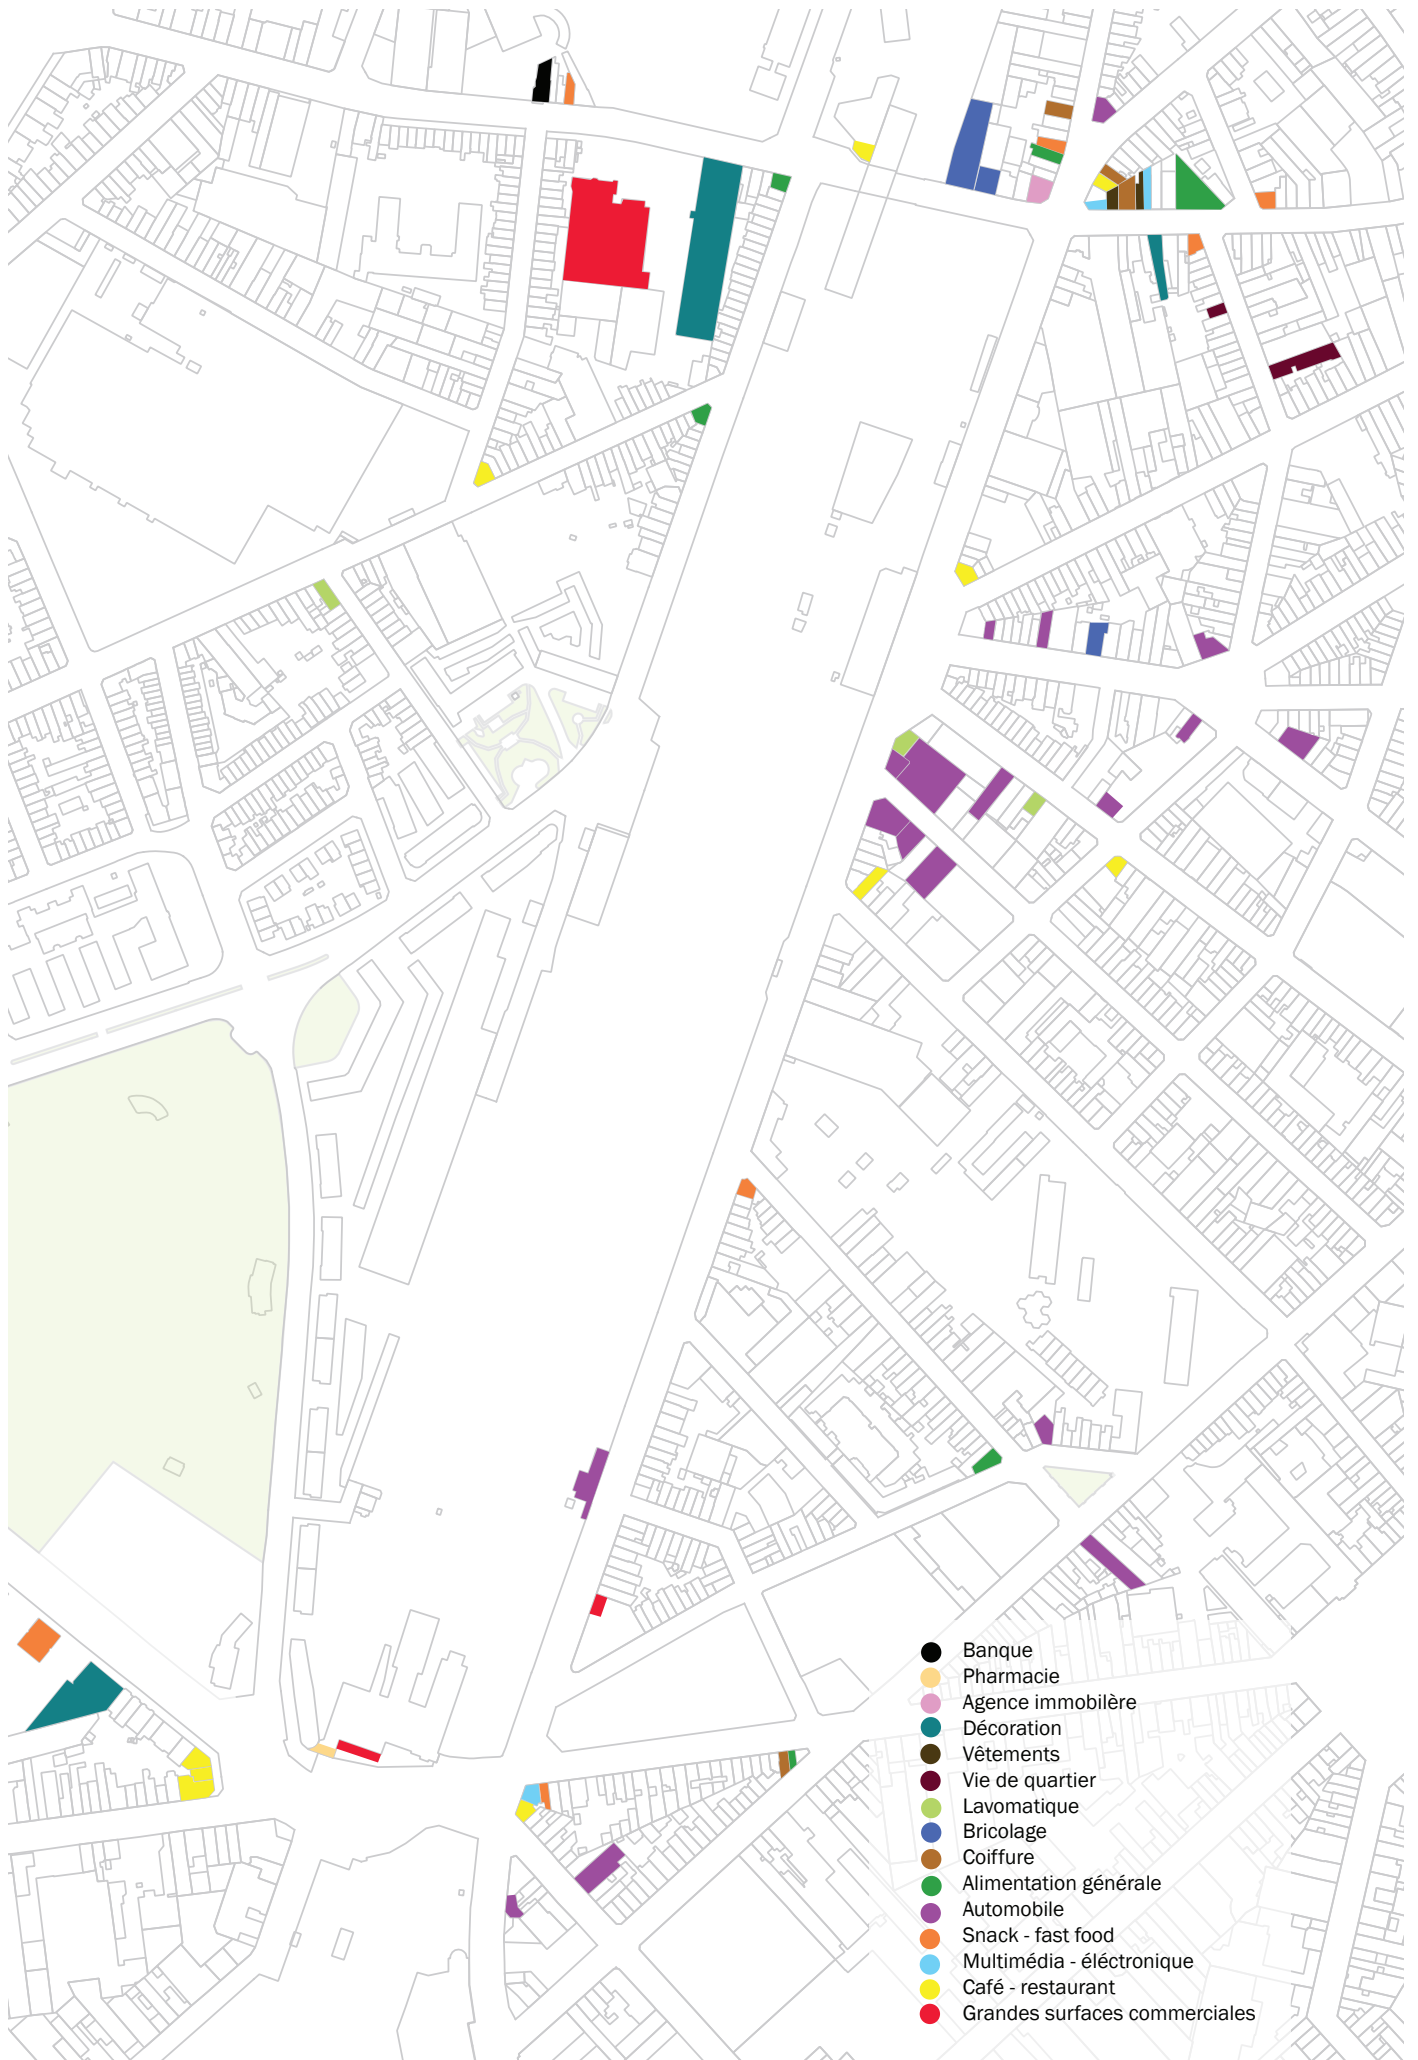 Banque
Pharmacie
Agence immobilère
Décoration
Vêtements
Vie de quartier
Lavomatique
Bricolage
Coiffure
Alimentation générale
Automobile
Snack - fast food
Multimédia - éléctronique
Café - restaurant
Grandes surfaces commerciales